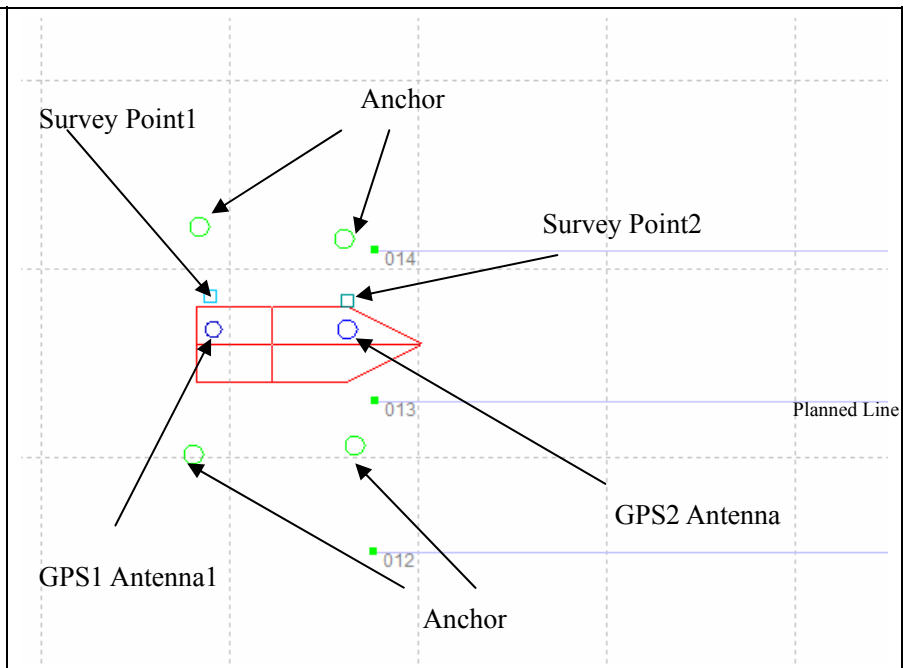 Anchor
Survey Point1
Survey Point2
014
013
Planned Line
GPS2 Antenna
012
GPS1 Antenna1
Anchor